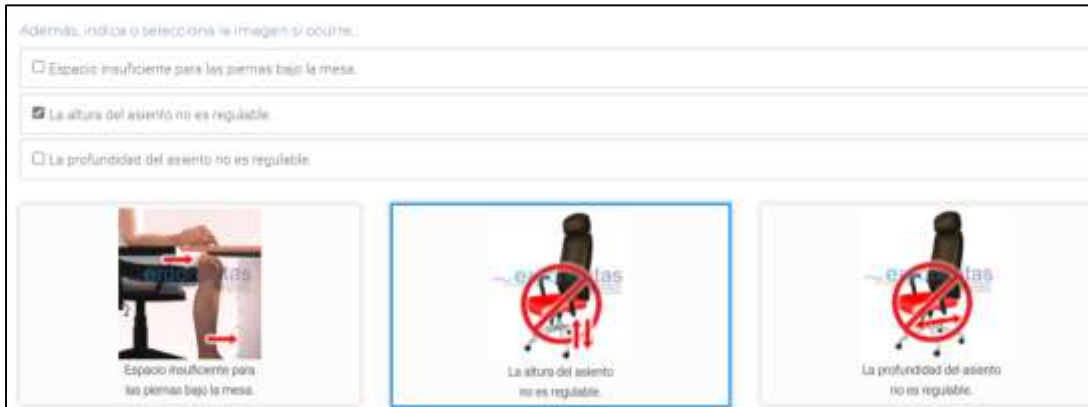 Además, indica o selecciona la imagen si ocurre...
Espacio insuficiente para las piernas bajo la mesa.
La altura del asiento no es regulable.
La profundidad del asiento no es regulable.
Espacio insuficiente para
las piernas bajo la mesa.
La altura del asiento
no es regulable.
La profundidad del asiento
no es regulable.